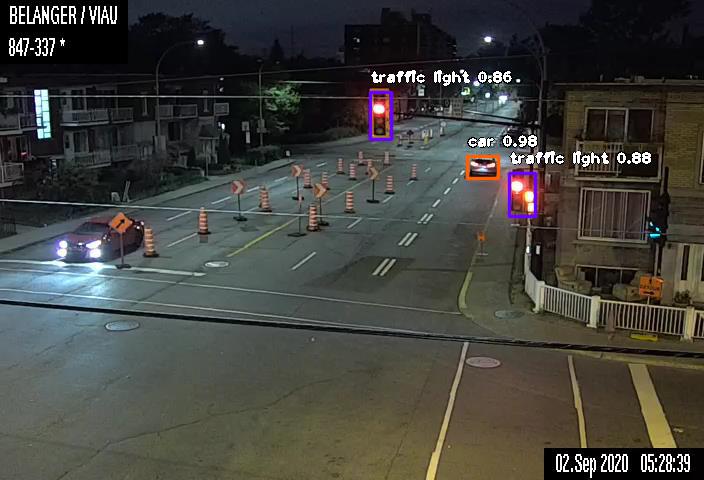 BELANGER / VIAU
847-337 *
traffic light 0.86
car 0.98
traffic light 0.88
02.Sep 2020 05:28:39